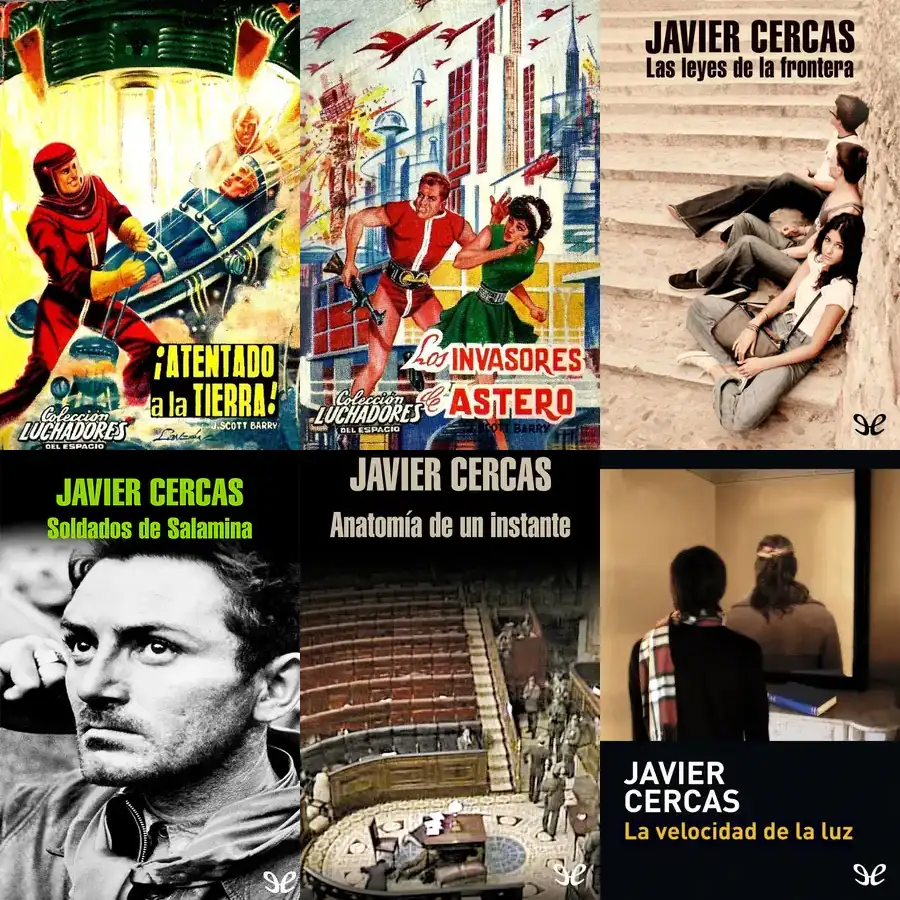 ¡ATENTADO
a la TIERRA!
J. SCOTT BARRY
Colección
LUCHADORES
DEL ESPACIO
Los INVASORES
de ASTERO
J. SCOTT BARRY
Colección
LUCHADORES
DEL ESPACIO
JAVIER CERCAS
Las leyes de la frontera
JAVIER CERCAS
Soldados de Salamina
JAVIER CERCAS
Anatomía de un instante
JAVIER
CERCAS
La velocidad de la luz